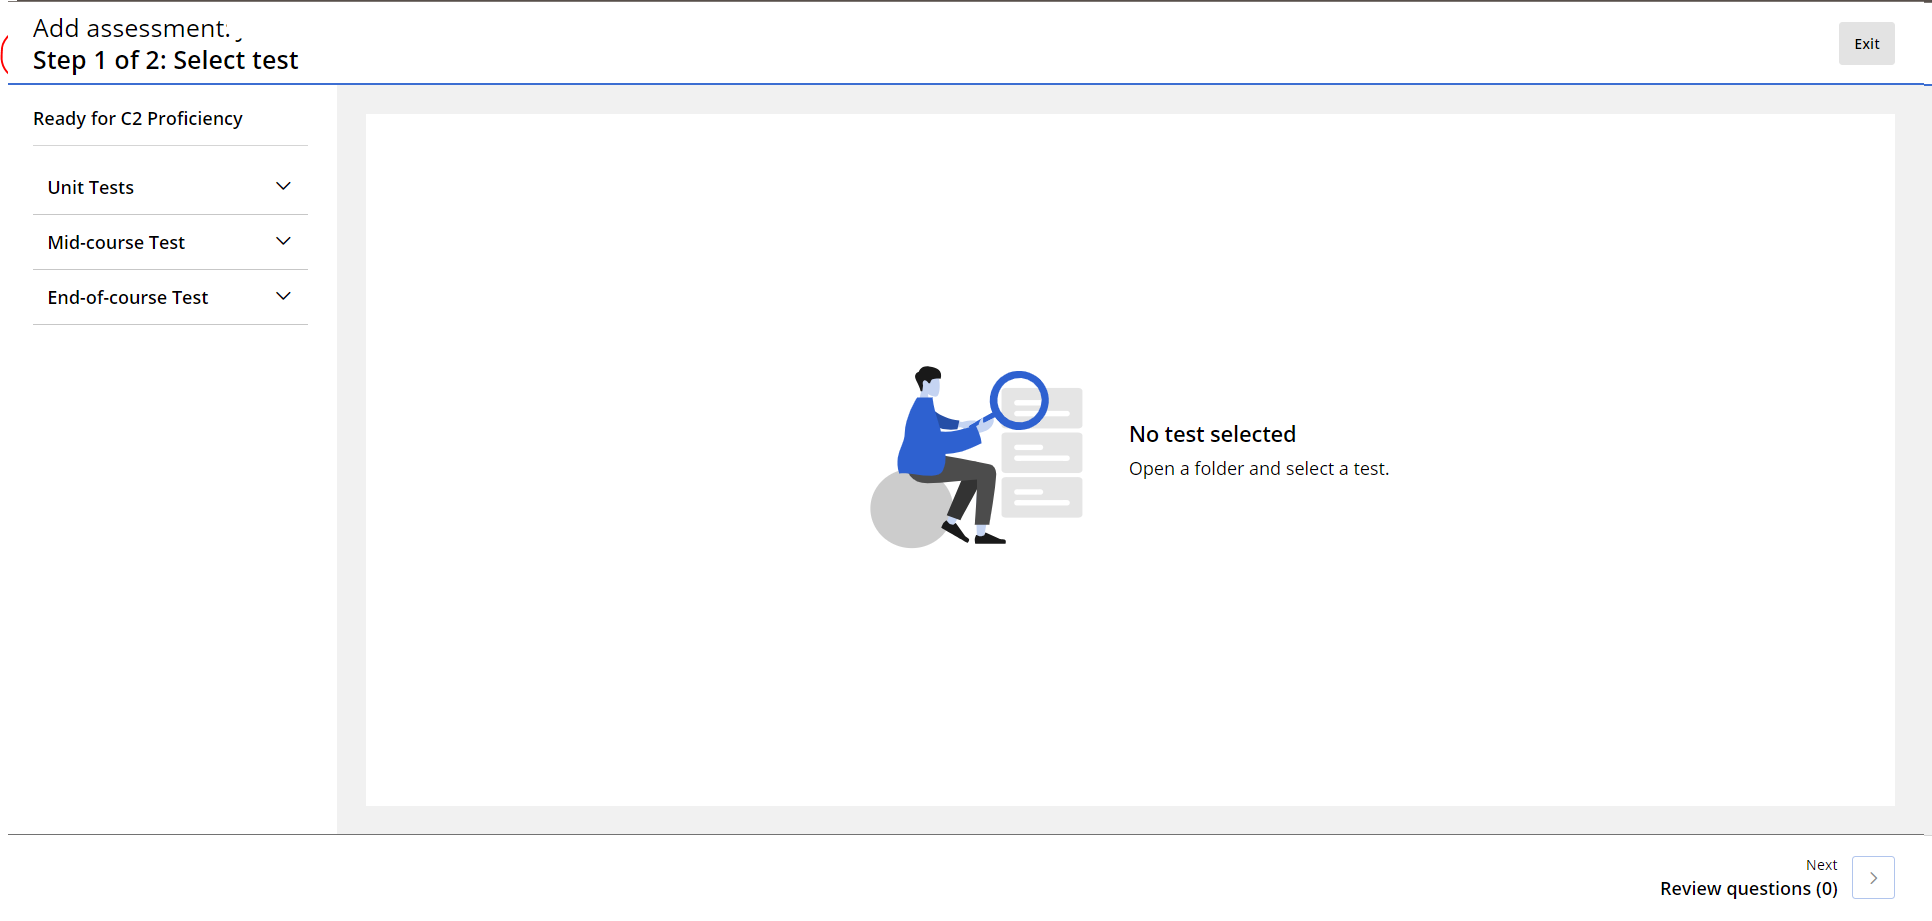 Add assessment:
Step 1 of 2: Select test
Exit
Ready for C2 Proficiency
Unit Tests
Mid-course Test
End-of-course Test
No test selected
Open a folder and select a test.
Next
Review questions (0)